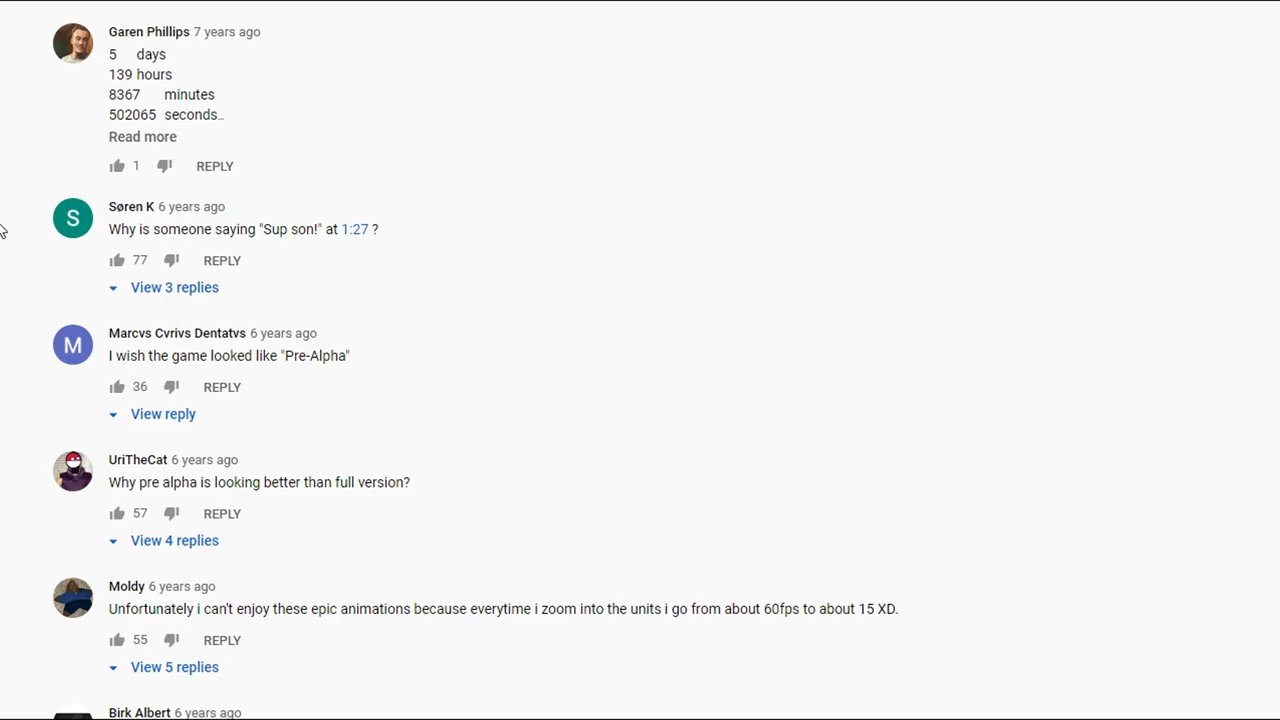 Garen Phillips 7 years ago
5 days
139 hours
8367 minutes
502065 seconds…
Read more
1 REPLY
S
Søren K 6 years ago
Why is someone saying "Sup son!" at 1:27 ?
77 REPLY
View 3 replies
M
Marcvs Cvrivs Dentatvs 6 years ago
I wish the game looked like "Pre-Alpha"
36 REPLY
View reply
UriTheCat 6 years ago
Why pre alpha is looking better than full version?
57 REPLY
View 4 replies
Moldy 6 years ago
Unfortunately i can't enjoy these epic animations because everytime i zoom into the units i go from about 60fps to about 15 XD.
55 REPLY
View 5 replies
Birk Albert 6 years ago